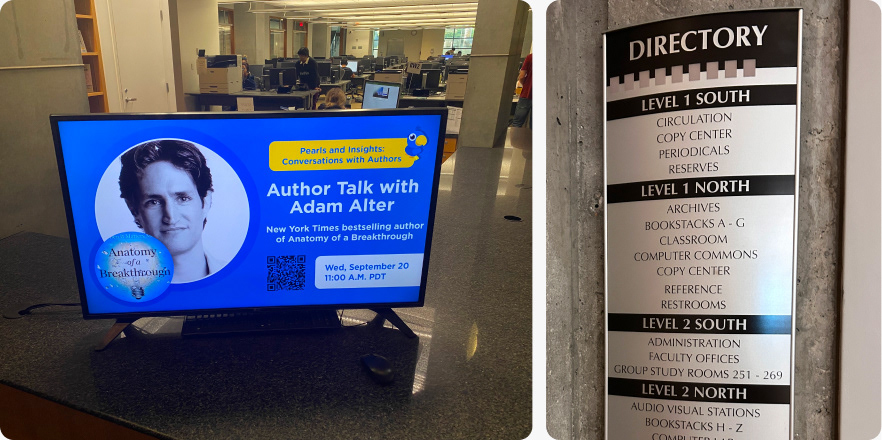 Pearls and Insights:
Conversations with Authors
Author Talk with
Adam Alter
New York Times bestselling author
of Anatomy of a Breakthrough
Anatomy
of a
Breakthrough
Wed, September 20
11:00 A.M. PDT
DIRECTORY
LEVEL 1 SOUTH
CIRCULATION
COPY CENTER
PERIODICALS
RESERVES
LEVEL 1 NORTH
ARCHIVES
BOOKSTACKS A - G
CLASSROOM
COMPUTER COMMONS
COPY CENTER
REFERENCE
RESTROOMS
LEVEL 2 SOUTH
ADMINISTRATION
FACULTY OFFICES
GROUP STUDY ROOMS 251 - 269
LEVEL 2 NORTH
AUDIO VISUAL STATIONS
BOOKSTACKS H - Z